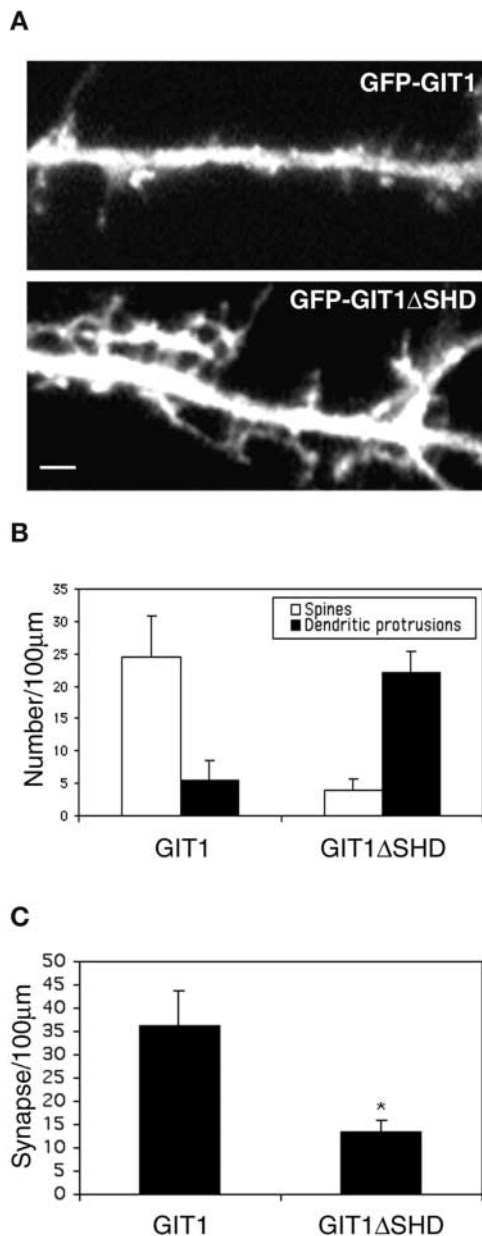 A
GFP-GIT1
GFP-GIT1ΔSHD
B
Number/100μm
35
30
25
20
15
10
5
0
Spines
Dendritic protrusions
GIT1
GIT1ΔSHD
C
Synapse/100μm
50
45
40
35
30
25
20
15
10
5
0
*
GIT1
GIT1ΔSHD